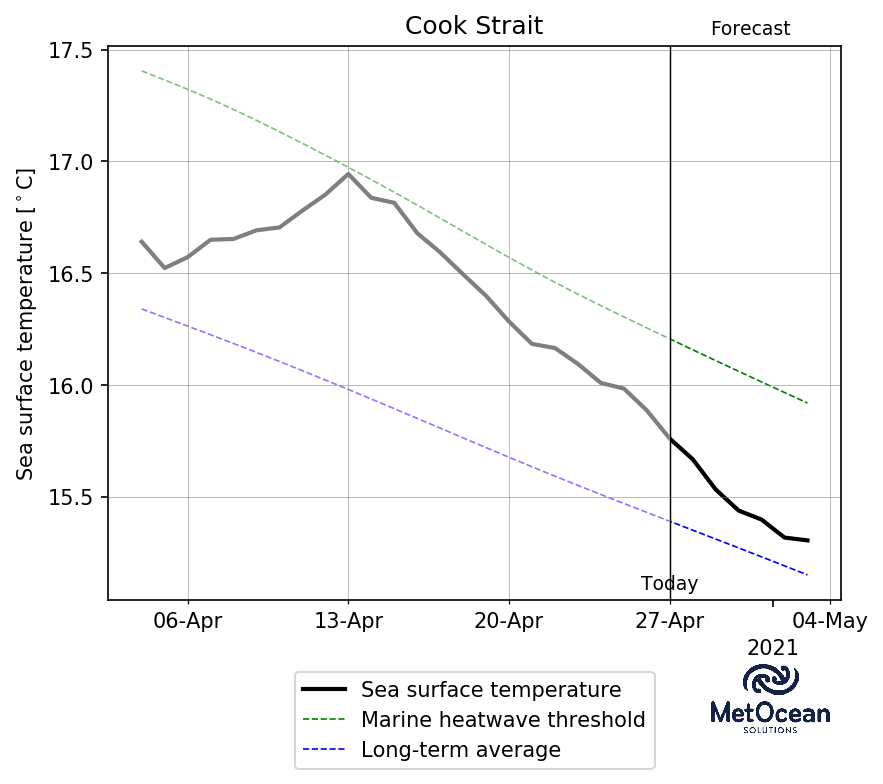 Cook Strait
Forecast
Sea surface temperature [°C]
17.5
17.0
16.5
16.0
15.5
Today
06-Apr 13-Apr 20-Apr 27-Apr 04-May
2021
Sea surface temperature
Marine heatwave threshold
Long-term average
MetOcean
SOLUTIONS